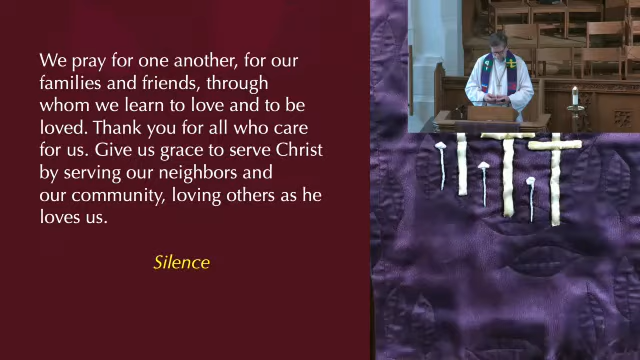 We pray for one another, for our
families and friends, through
whom we learn to love and to be
loved. Thank you for all who care
for us. Give us grace to serve Christ
by serving our neighbors and
our community, loving others as he
loves us.
Silence